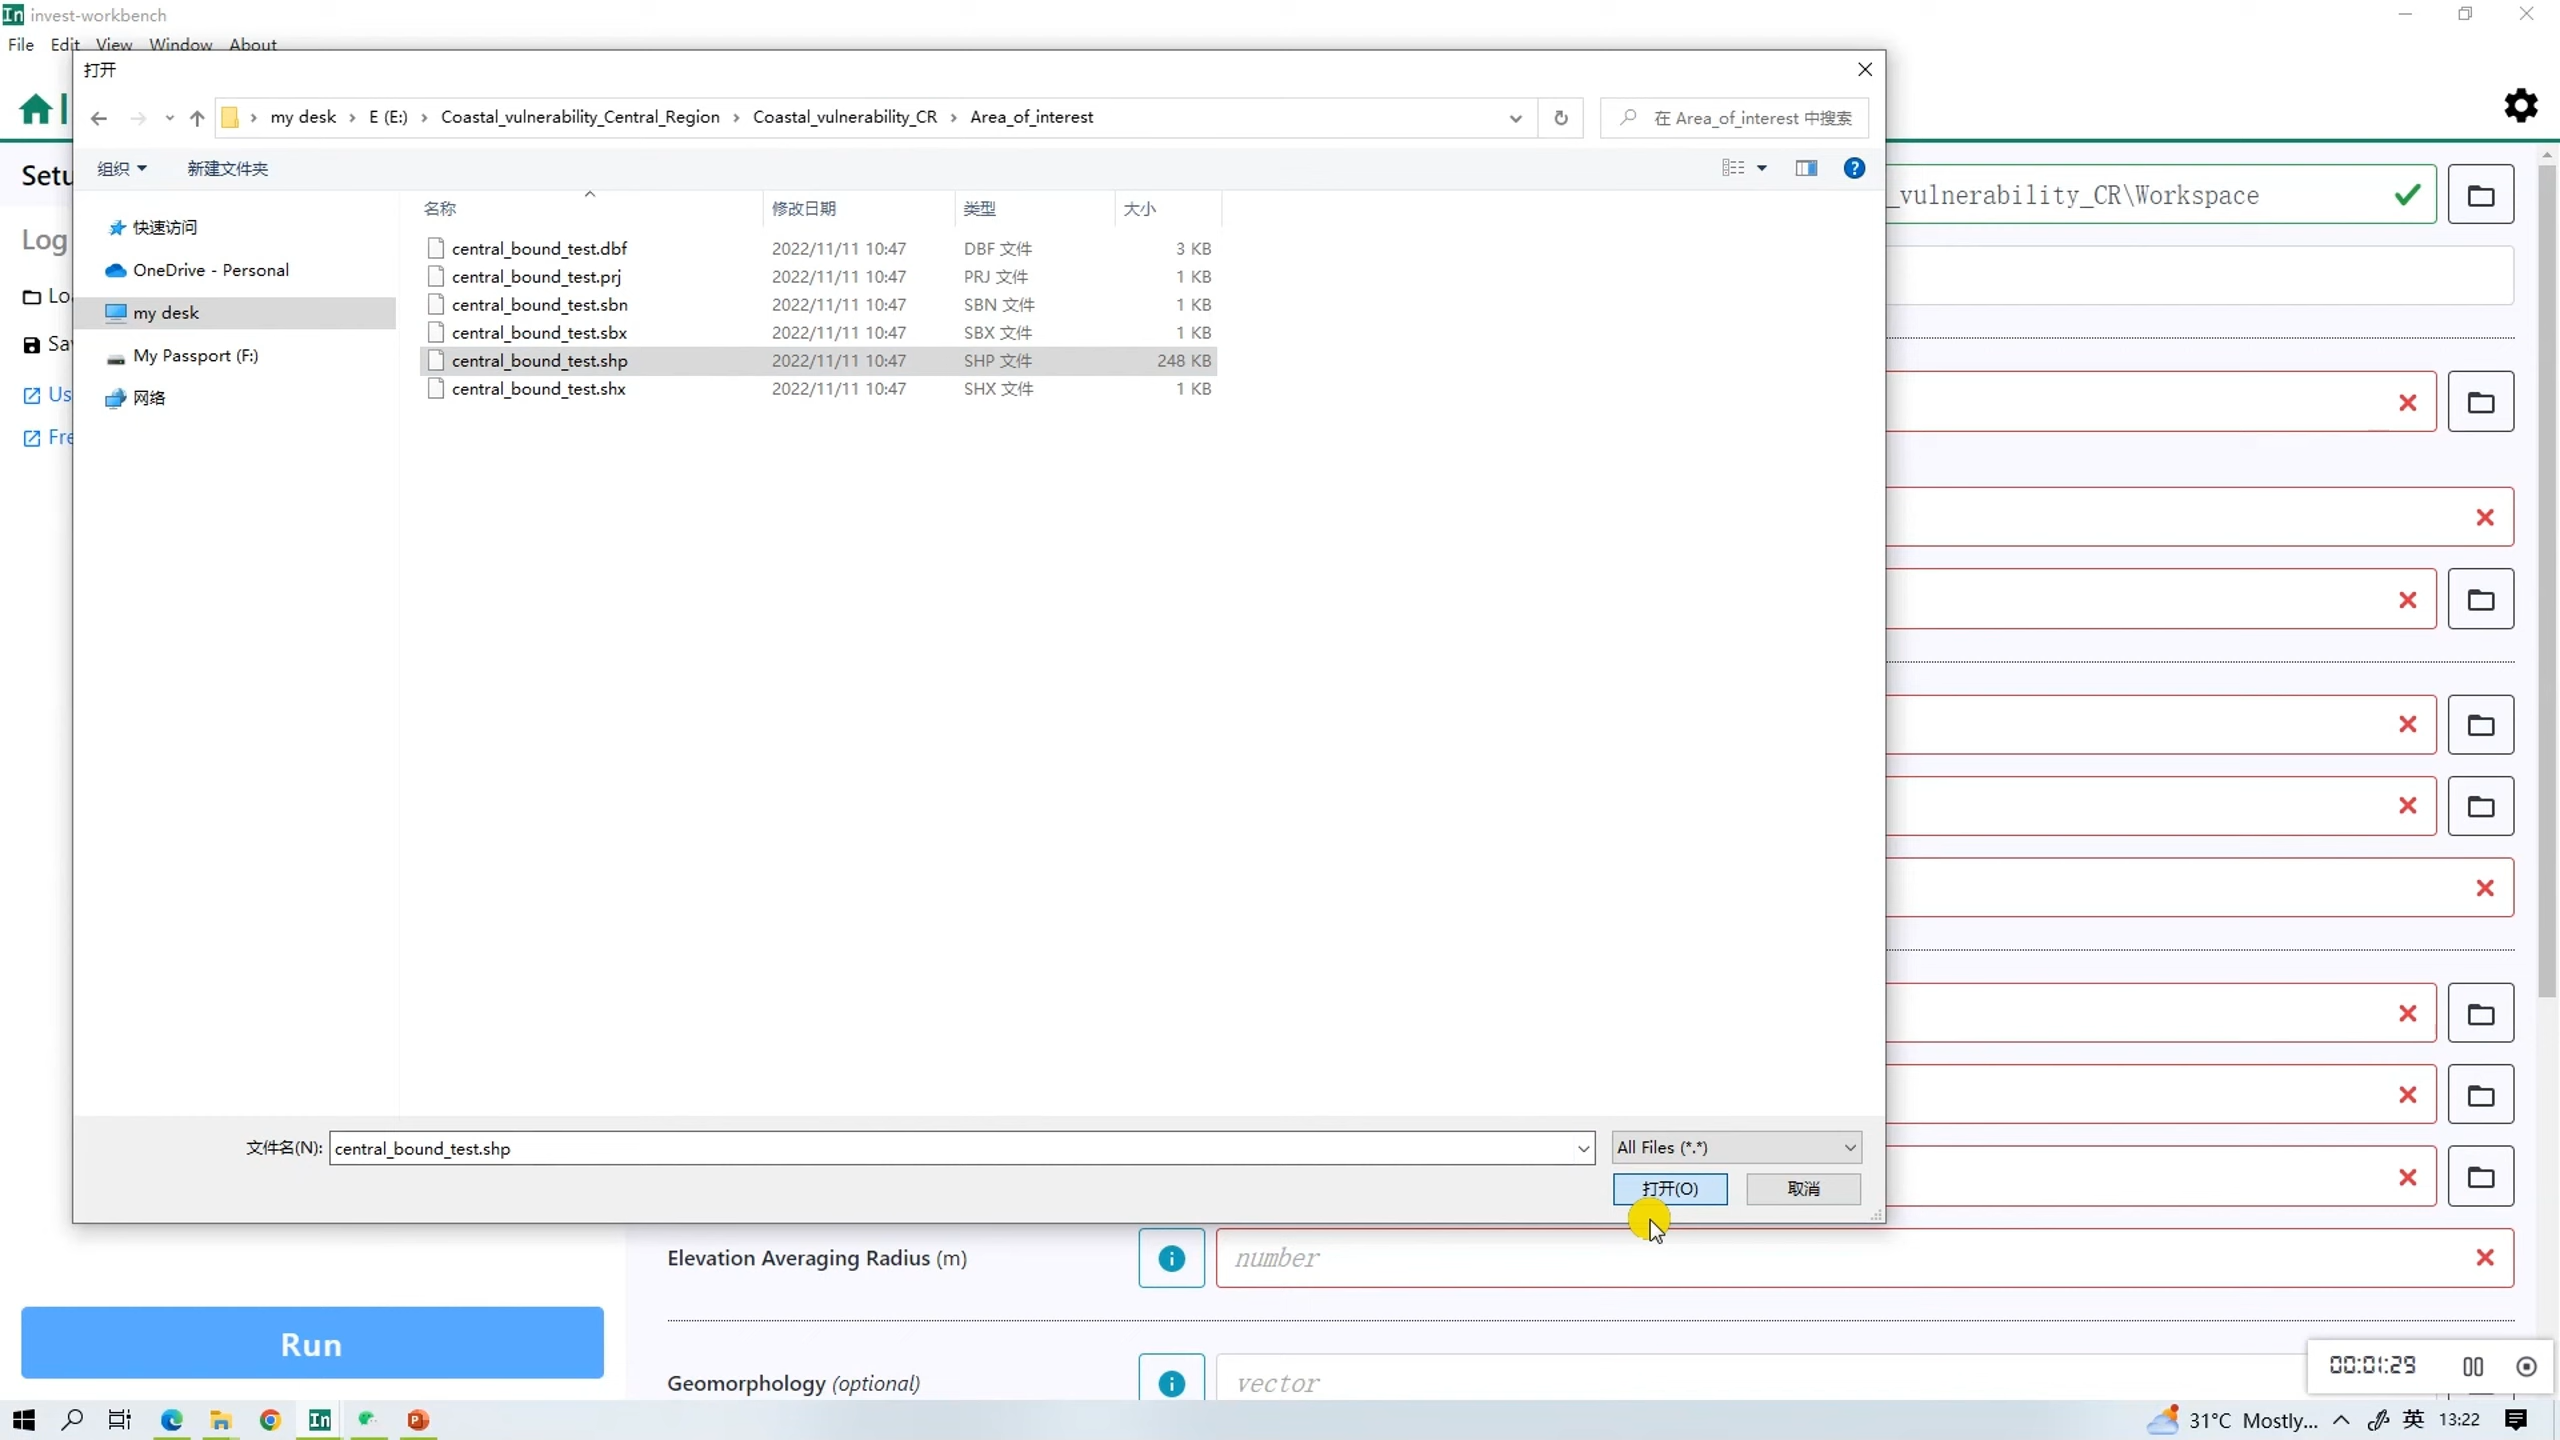 invest-workbench
File Edit View Window About
打开
my desk › E (E:) › Coastal_vulnerability_Central_Region › Coastal_vulnerability_CR › Area_of_interest
在 Area_of_interest 中搜索
组织 新建文件夹
Setu
_vulnerability_CR\Workspace
名称 修改日期 类型 大小
快速访问
Log
central_bound_test.dbf 2022/11/11 10:47 DBF 文件 3 KB
OneDrive - Personal
central_bound_test.prj 2022/11/11 10:47 PRJ 文件 1 KB
Loa
central_bound_test.sbn 2022/11/11 10:47 SBN 文件 1 KB
my desk
central_bound_test.sbx 2022/11/11 10:47 SBX 文件 1 KB
Sav
My Passport (F:)
central_bound_test.shp 2022/11/11 10:47 SHP 文件 248 KB
Us
网络
central_bound_test.shx 2022/11/11 10:47 SHX 文件 1 KB
Fre
文件名(N): central_bound_test.shp All Files (*.*)
打开(O) 取消
Elevation Averaging Radius (m) i number
Run
Geomorphology (optional) i vector
00:01:29
In P 31°C Mostly... 英 13:22